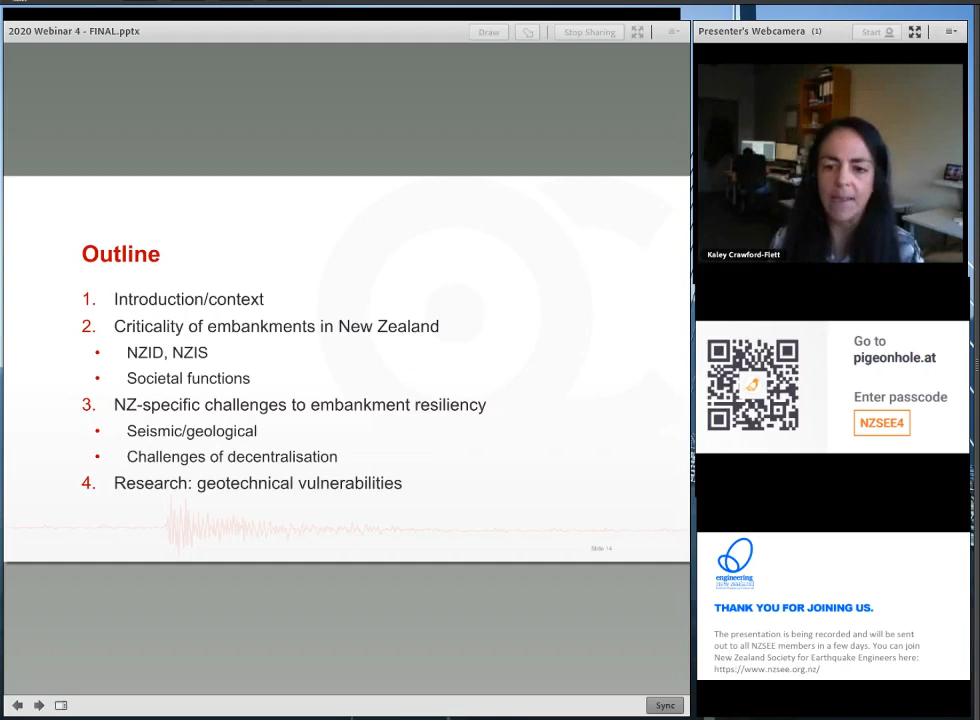 2020 Webinar 4 - FINAL.pptx
Draw
Stop Sharing
Outline
1. Introduction/context
2. Criticality of embankments in New Zealand
• NZID, NZIS
• Societal functions
3. NZ-specific challenges to embankment resiliency
• Seismic/geological
• Challenges of decentralisation
4. Research: geotechnical vulnerabilities
Slide 14
Sync
Presenter's Webcamera (1)
Start
Kaley Crawford-Flett
Go to
pigeonhole.at
Enter passcode
NZSEE4
engineering
NEW ZEALAND
THANK YOU FOR JOINING US.
The presentation is being recorded and will be sent
out to all NZSEE members in a few days. You can join
New Zealand Society for Earthquake Engineers here:
https://www.nzsee.org.nz/